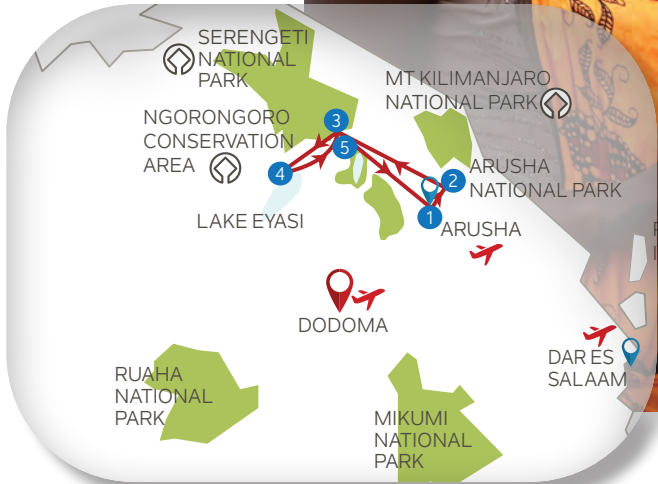 SERENGETI
NATIONAL
PARK
MT KILIMANJARO
NATIONAL PARK
NGORONGORO
CONSERVATION
AREA
3
5
4
2
ARUSHA
NATIONAL PARK
LAKE EYASI
1
ARUSHA
DODOMA
DAR ES
SALAAM
RUAHA
NATIONAL
PARK
MIKUMI
NATIONAL
PARK